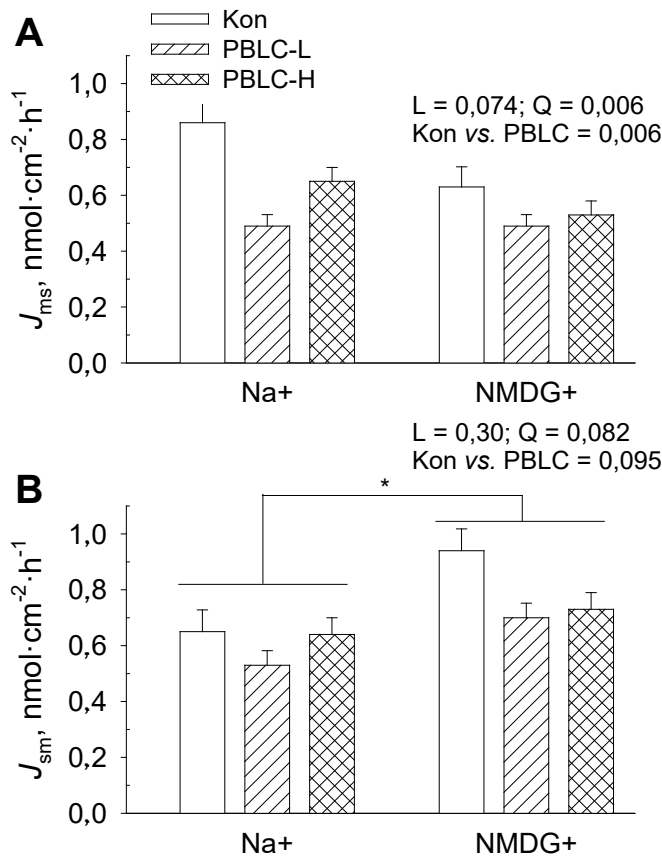 A
Kon
PBLC-L
PBLC-H
L = 0,074; Q = 0,006
Kon vs. PBLC = 0,006
1,0
0,8
0,6
0,4
0,2
0,0
Jms, nmol·cm-2·h-1
Na+ NMDG+
L = 0,30; Q = 0,082
Kon vs. PBLC = 0,095
B
*
1,0
0,8
0,6
0,4
0,2
0,0
Jsm, nmol·cm-2·h-1
Na+ NMDG+